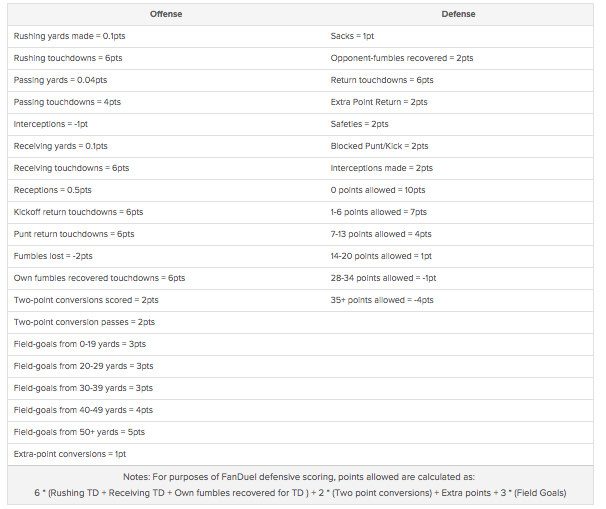 Offense Defense
Rushing yards made = 0.1pts Sacks = 1pt
Rushing touchdowns = 6pts Opponent-fumbles recovered = 2pts
Passing yards = 0.04pts Return touchdowns = 6pts
Passing touchdowns = 4pts Extra Point Return = 2pts
Interceptions = -1pt Safeties = 2pts
Receiving yards = 0.1pts Blocked Punt/Kick = 2pts
Receiving touchdowns = 6pts Interceptions made = 2pts
Receptions = 0.5pts 0 points allowed = 10pts
Kickoff return touchdowns = 6pts 1-6 points allowed = 7pts
Punt return touchdowns = 6pts 7-13 points allowed = 4pts
Fumbles lost = -2pts 14-20 points allowed = 1pt
Own fumbles recovered touchdowns = 6pts 28-34 points allowed = -1pt
Two-point conversions scored = 2pts 35+ points allowed = -4pts
Two-point conversion passes = 2pts
Field-goals from 0-19 yards = 3pts
Field-goals from 20-29 yards = 3pts
Field-goals from 30-39 yards = 3pts
Field-goals from 40-49 yards = 4pts
Field-goals from 50+ yards = 5pts
Extra-point conversions = 1pt
Notes: For purposes of FanDuel defensive scoring, points allowed are calculated as:
6 * (Rushing TD + Receiving TD + Own fumbles recovered for TD ) + 2 * (Two point conversions) + Extra points + 3 * (Field Goals)